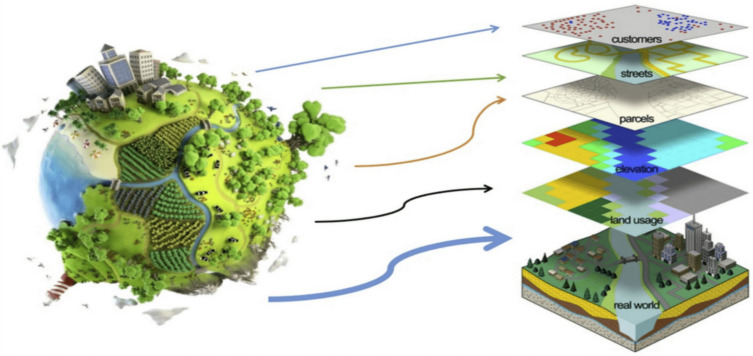 customers
streets
parcels
elevation
land usage
real world